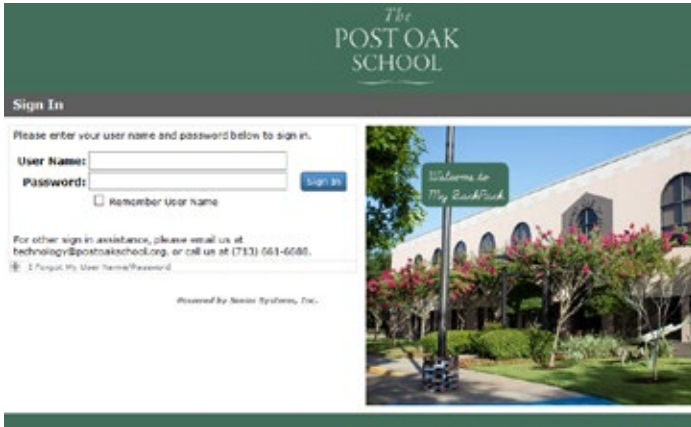 The
POST OAK
SCHOOL
Sign In
Please enter your user name and password below to sign in.
User Name:
Password:
Sign In
Remember User Name
Welcome to
My BackPack
For other sign in assistance, please email us at
technology@postoakschool.org, or call us at (713) 661-6688.
I Forgot My User Name/Password
Powered by Senior Systems, Inc.